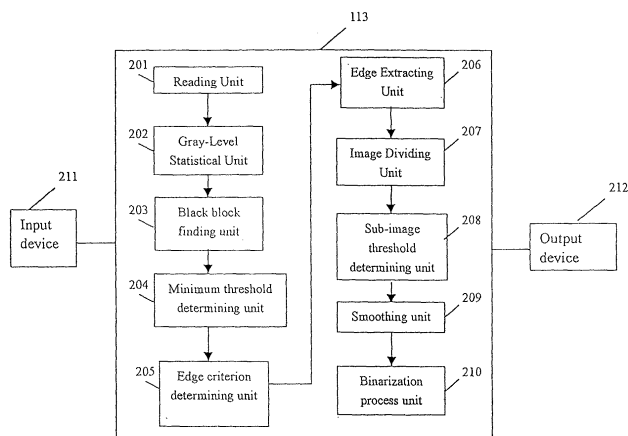 113
201
Reading Unit
202
Gray-Level
Statistical Unit
203
Black block
finding unit
204
Minimum threshold
determining unit
205
Edge criterion
determining unit
Edge Extracting
Unit
206
Image Dividing
Unit
207
Sub-image
threshold
determining unit
208
Smoothing unit
209
Binarization
process unit
210
211
Input
device
212
Output
device